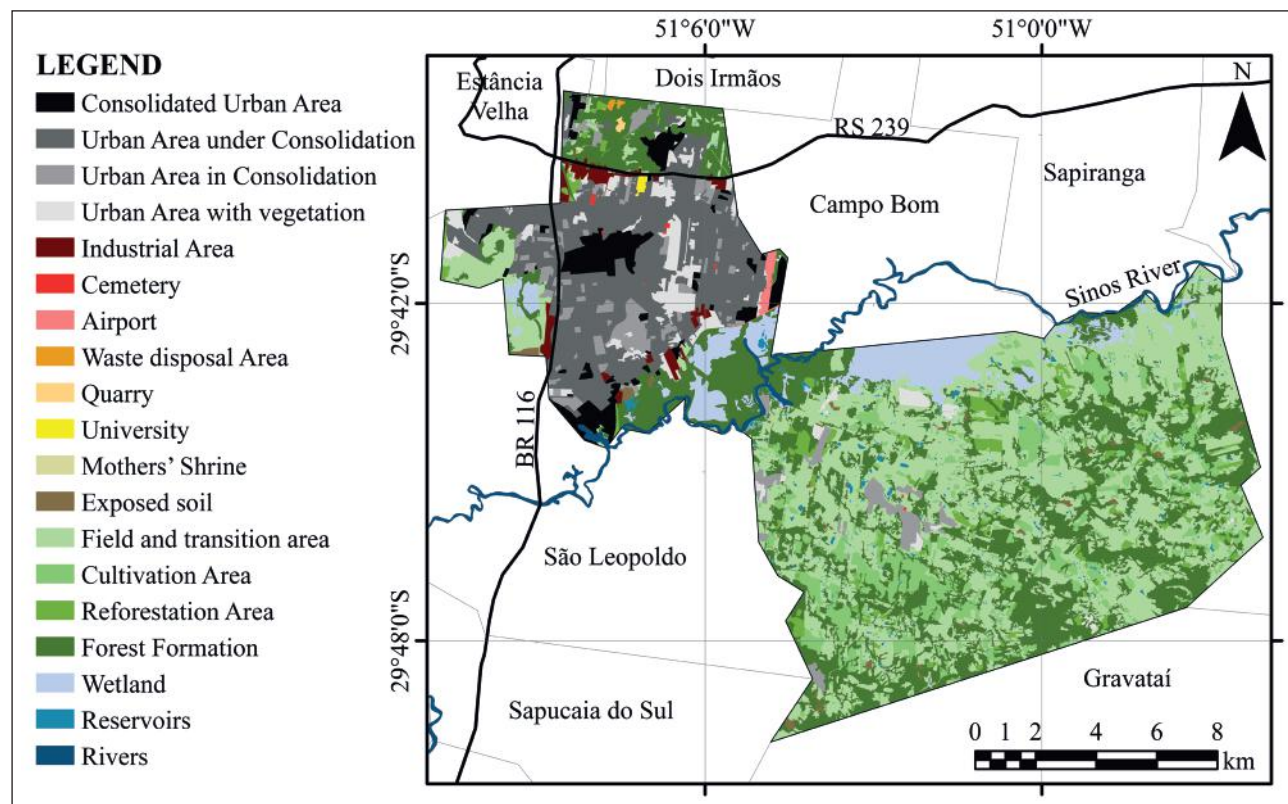 LEGEND
Consolidated Urban Area
Urban Area under Consolidation
Urban Area in Consolidation
Urban Area with vegetation
Industrial Area
Cemetery
Airport
Waste disposal Area
Quarry
University
Mothers' Shrine
Exposed soil
Field and transition area
Cultivation Area
Reforestation Area
Forest Formation
Wetland
Reservoirs
Rivers
51°6'0"W
51°0'0"W
29°42'0"S
29°48'0"S
Estância
Velha
Dois Irmãos
RS 239
N
Sapiranga
Campo Bom
Sinos River
BR 116
São Leopoldo
Sapucaia do Sul
Gravataí
0 1 2 4 6 8
km